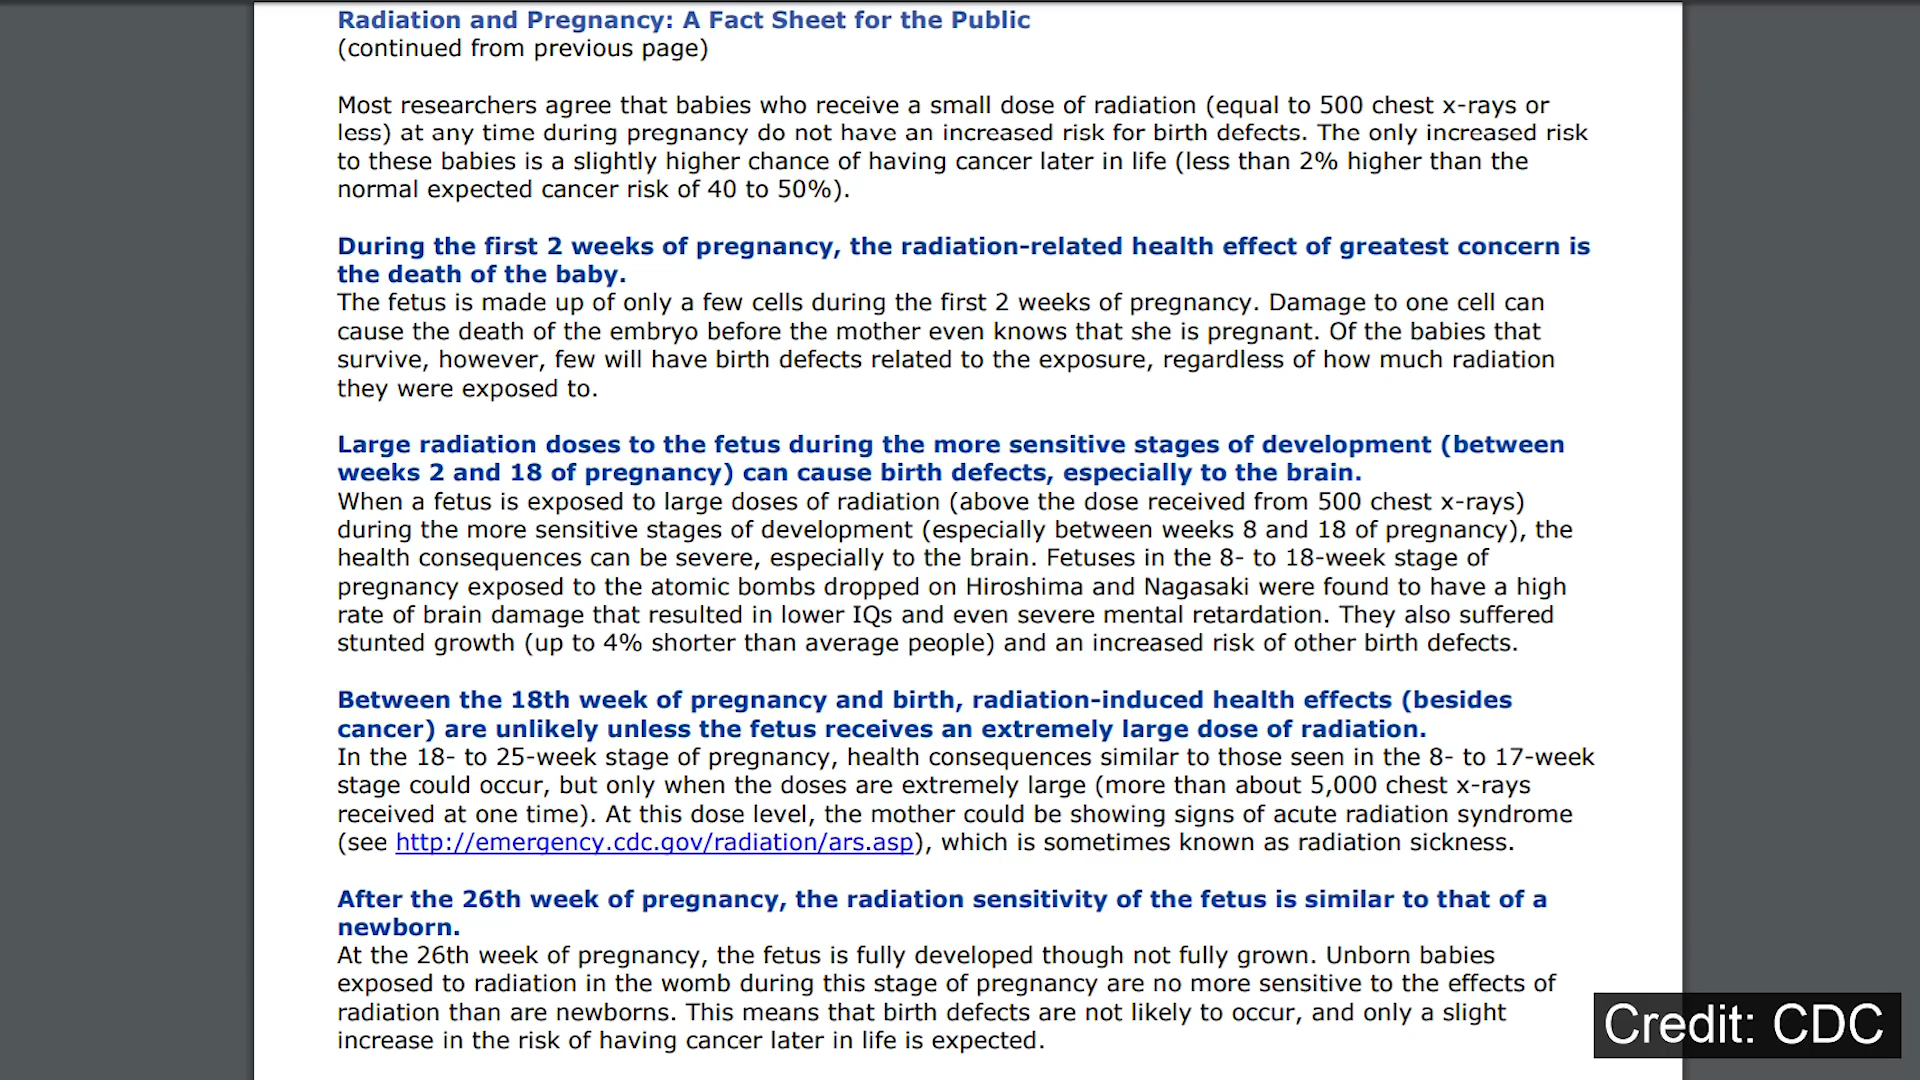 Radiation and Pregnancy: A Fact Sheet for the Public
(continued from previous page)
Most researchers agree that babies who receive a small dose of radiation (equal to 500 chest x-rays or
less) at any time during pregnancy do not have an increased risk for birth defects. The only increased risk
to these babies is a slightly higher chance of having cancer later in life (less than 2% higher than the
normal expected cancer risk of 40 to 50%).
During the first 2 weeks of pregnancy, the radiation-related health effect of greatest concern is
the death of the baby.
The fetus is made up of only a few cells during the first 2 weeks of pregnancy. Damage to one cell can
cause the death of the embryo before the mother even knows that she is pregnant. Of the babies that
survive, however, few will have birth defects related to the exposure, regardless of how much radiation
they were exposed to.
Large radiation doses to the fetus during the more sensitive stages of development (between
weeks 2 and 18 of pregnancy) can cause birth defects, especially to the brain.
When a fetus is exposed to large doses of radiation (above the dose received from 500 chest x-rays)
during the more sensitive stages of development (especially between weeks 8 and 18 of pregnancy), the
health consequences can be severe, especially to the brain. Fetuses in the 8- to 18-week stage of
pregnancy exposed to the atomic bombs dropped on Hiroshima and Nagasaki were found to have a high
rate of brain damage that resulted in lower IQs and even severe mental retardation. They also suffered
stunted growth (up to 4% shorter than average people) and an increased risk of other birth defects.
Between the 18th week of pregnancy and birth, radiation-induced health effects (besides
cancer) are unlikely unless the fetus receives an extremely large dose of radiation.
In the 18- to 25-week stage of pregnancy, health consequences similar to those seen in the 8- to 17-week
stage could occur, but only when the doses are extremely large (more than about 5,000 chest x-rays
received at one time). At this dose level, the mother could be showing signs of acute radiation syndrome
(see http://emergency.cdc.gov/radiation/ars.asp), which is sometimes known as radiation sickness.
After the 26th week of pregnancy, the radiation sensitivity of the fetus is similar to that of a
newborn.
At the 26th week of pregnancy, the fetus is fully developed though not fully grown. Unborn babies
exposed to radiation in the womb during this stage of pregnancy are no more sensitive to the effects of
radiation than are newborns. This means that birth defects are not likely to occur, and only a slight
increase in the risk of having cancer later in life is expected.
Credit: CDC